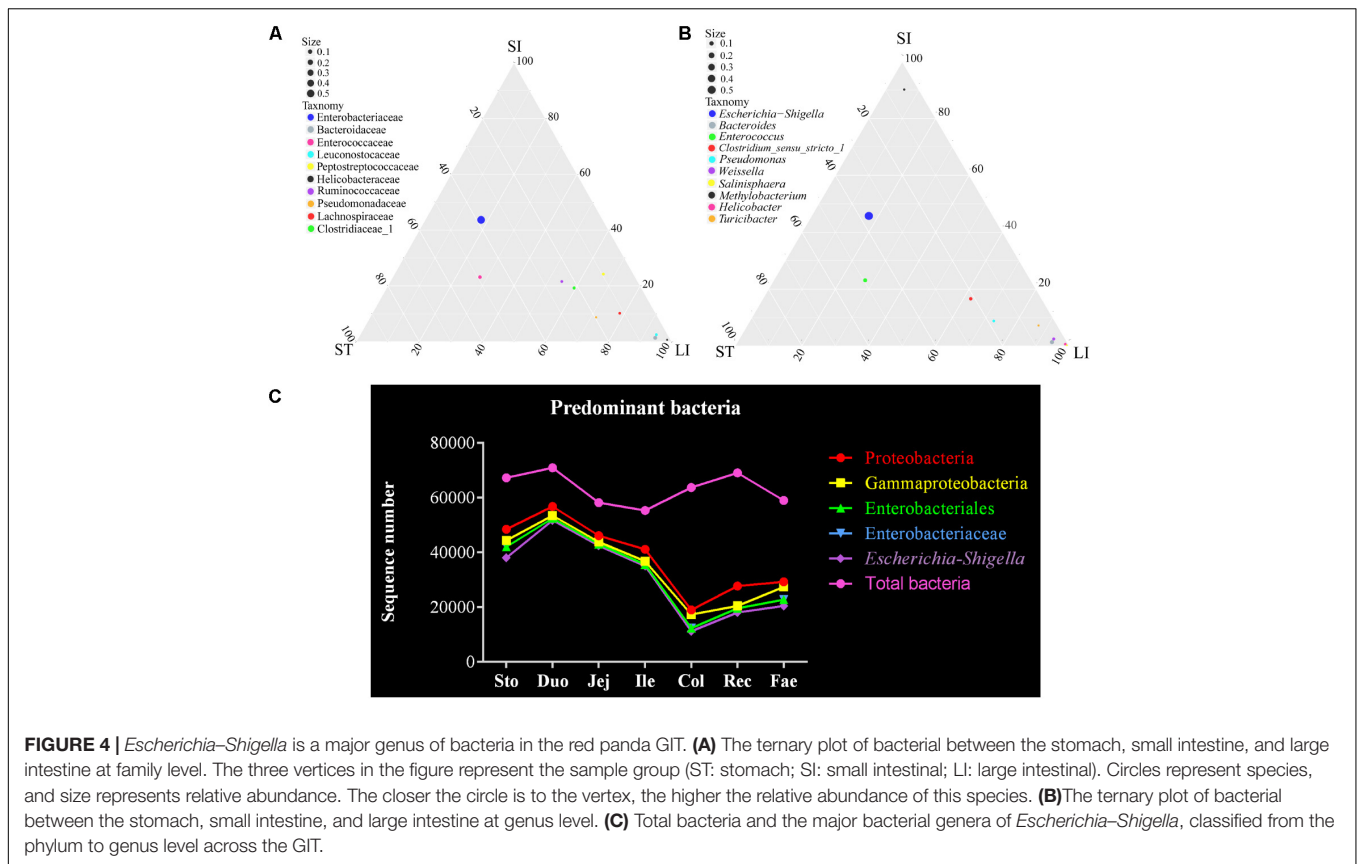 A
Size
0.1
0.2
0.3
0.4
0.5
Taxnomy
Enterobacteriaceae
Bacteroidaceae
Enterococcaceae
Leuconostocaceae
Peptostreptococcaceae
Helicobacteraceae
Ruminococcaceae
Pseudomonadaceae
Lachnospiraceae
Clostridiaceae_1
SI
100
20
80
40
60
60
40
80
20
100
ST
20
40
60
80
100
LI
B
Size
0.1
0.2
0.3
0.4
0.5
Taxnomy
Escherichia-Shigella
Bacteroides
Enterococcus
Clostridium_sensu_stricto_1
Pseudomonas
Weissella
Salinisphaera
Methylobacterium
Helicobacter
Turicibacter
SI
100
20
80
40
60
60
40
80
20
100
ST
20
40
60
80
100
LI
C
Predominant bacteria
Sequence number
80000
60000
40000
20000
0
Sto Duo Jej Ile Col Rec Fae
Proteobacteria
Gammaproteobacteria
Enterobacteriales
Enterobacteriaceae
Escherichia-Shigella
Total bacteria
FIGURE 4 | Escherichia–Shigella is a major genus of bacteria in the red panda GIT. (A) The ternary plot of bacterial between the stomach, small intestine, and large
intestine at family level. The three vertices in the figure represent the sample group (ST: stomach; SI: small intestinal; LI: large intestinal). Circles represent species,
and size represents relative abundance. The closer the circle is to the vertex, the higher the relative abundance of this species. (B)The ternary plot of bacterial
between the stomach, small intestine, and large intestine at genus level. (C) Total bacteria and the major bacterial genera of Escherichia–Shigella, classified from the
phylum to genus level across the GIT.